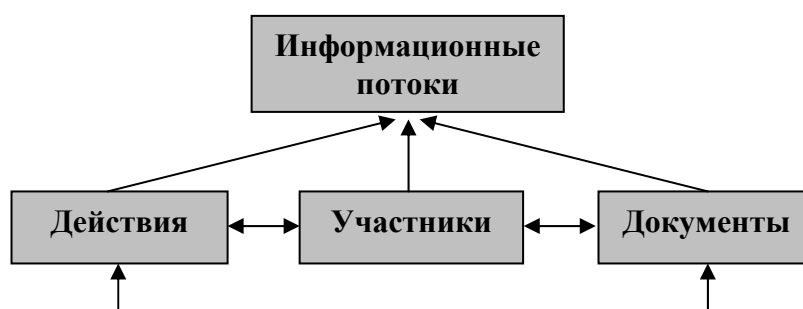 Информационные
потоки
Действия
Участники
Документы